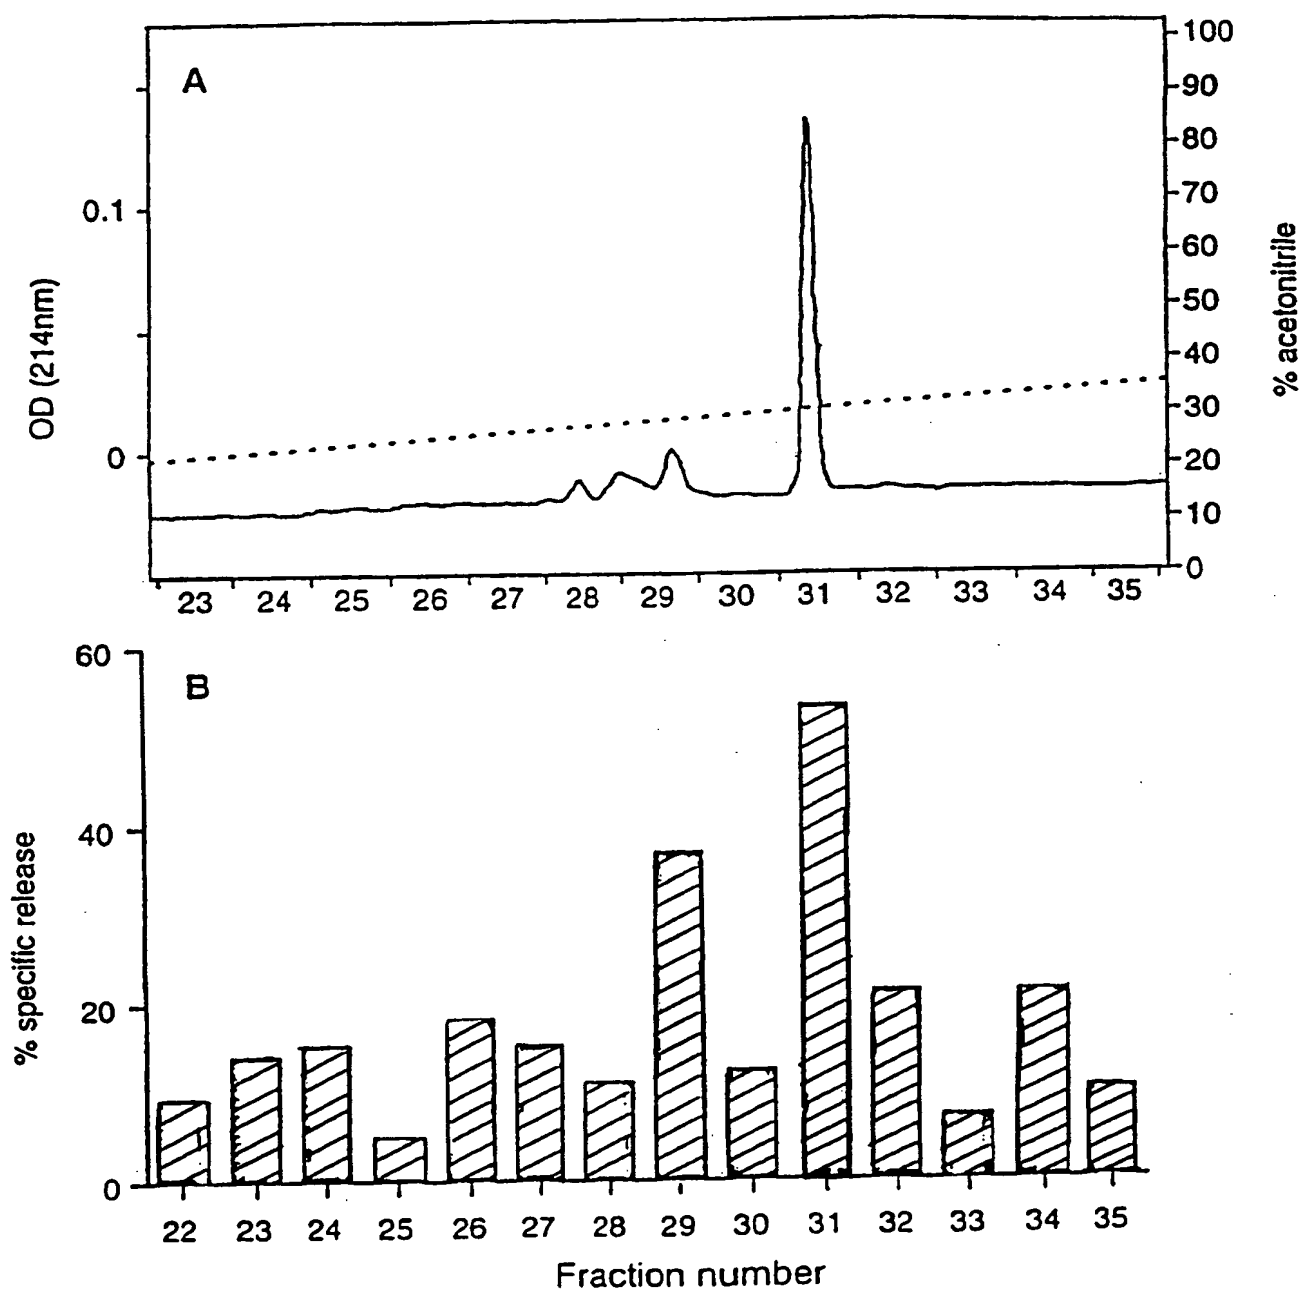 A
OD (214nm)
0.1
0
100
90
80
70
60
50
40
30
20
10
0
% acetonitrile
23 24 25 26 27 28 29 30 31 32 33 34 35
B
% specific release
60
40
20
0
22 23 24 25 26 27 28 29 30 31 32 33 34 35
Fraction number